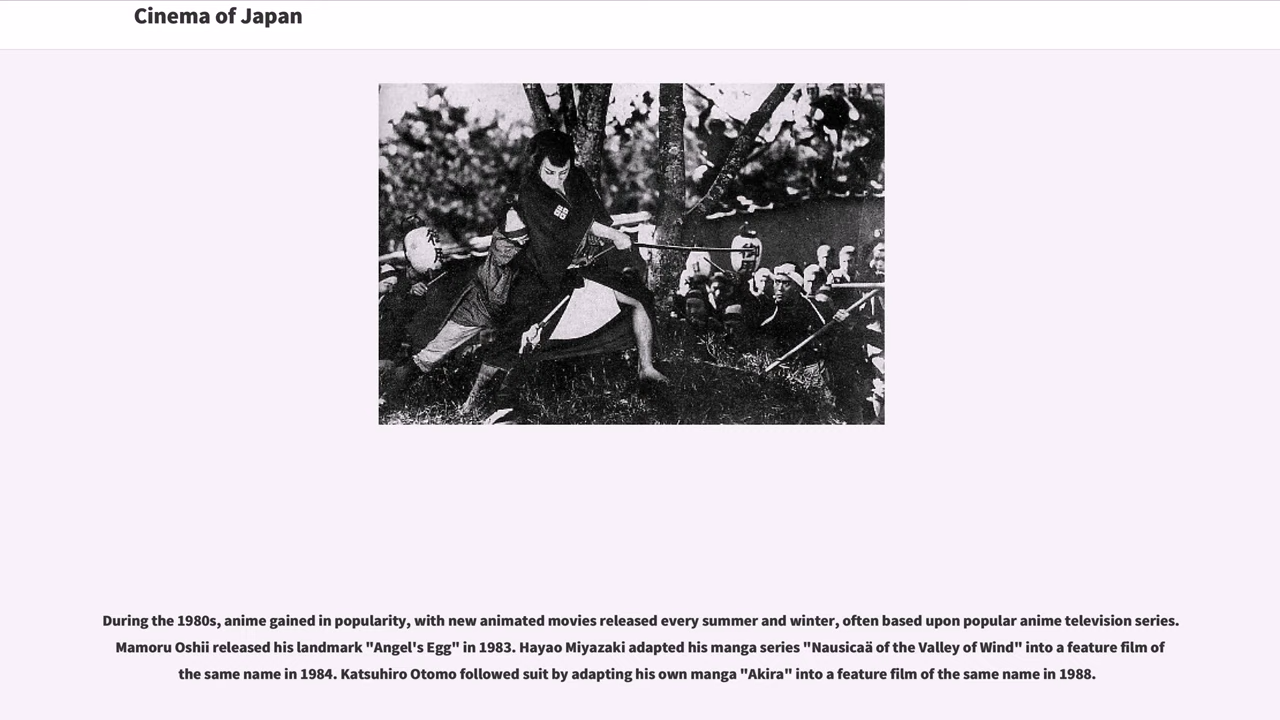 Cinema of Japan
During the 1980s, anime gained in popularity, with new animated movies released every summer and winter, often based upon popular anime television series.
Mamoru Oshii released his landmark "Angel's Egg" in 1983. Hayao Miyazaki adapted his manga series "Nausicaä of the Valley of Wind" into a feature film of
the same name in 1984. Katsuhiro Otomo followed suit by adapting his own manga "Akira" into a feature film of the same name in 1988.